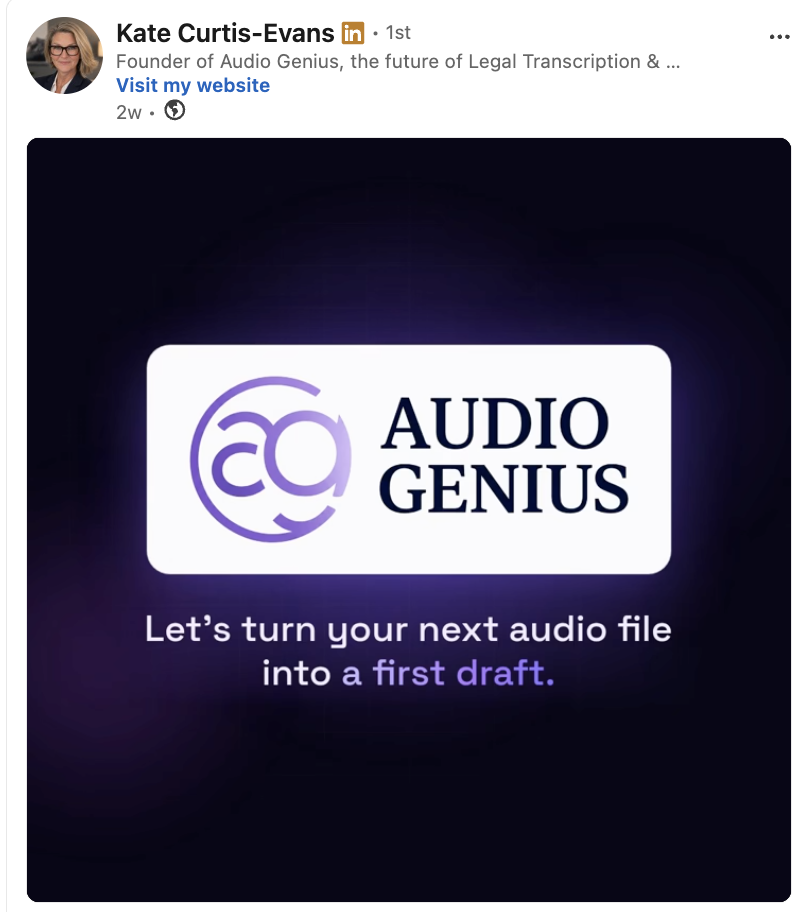 Kate Curtis-Evans in • 1st
Founder of Audio Genius, the future of Legal Transcription & ...
Visit my website
2w •
ag
AUDIO
GENIUS
Let's turn your next audio file
into a first draft.